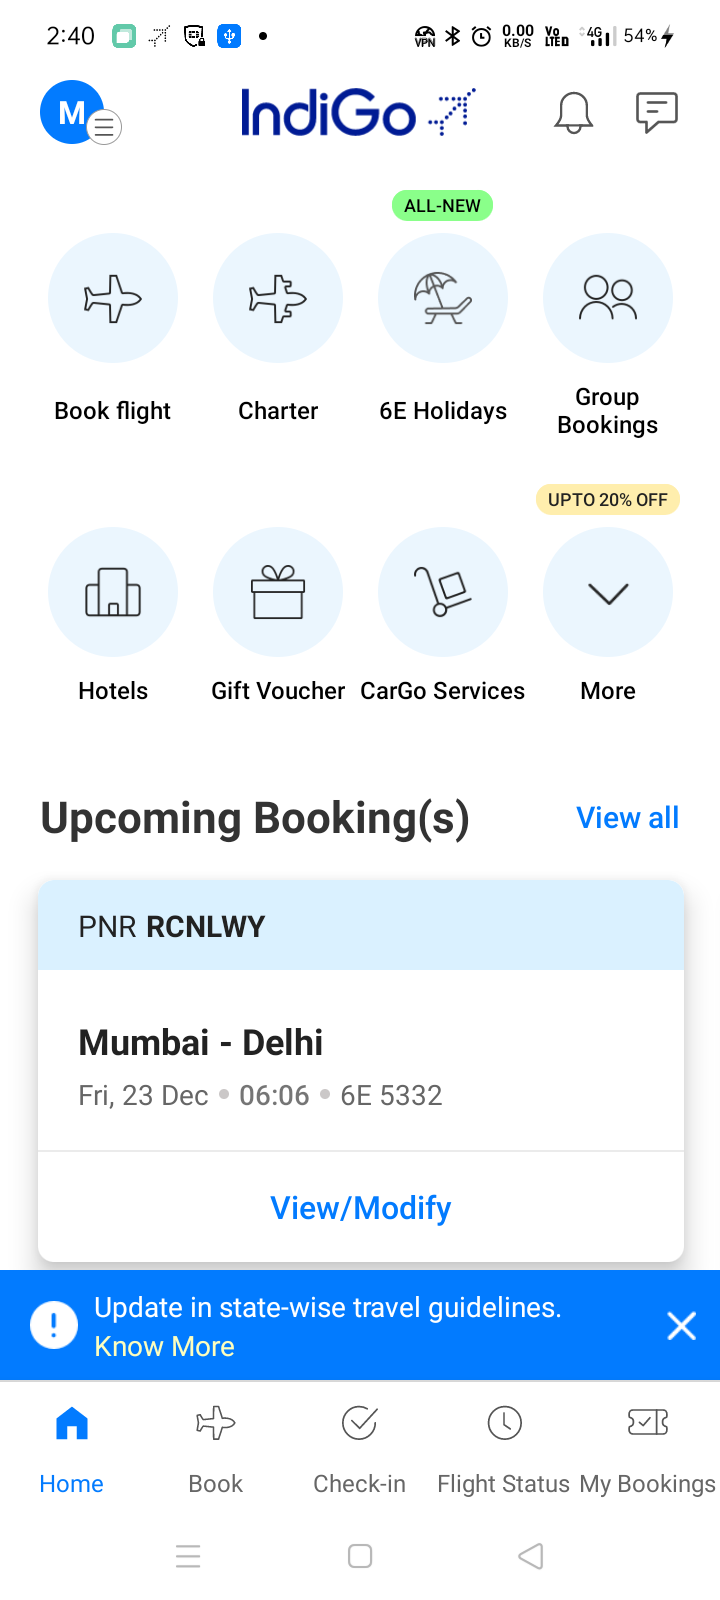 2:40 VPN 0.00 KB/S Vo LTED 4G 54%
M
IndiGo
ALL-NEW
Book flight Charter 6E Holidays Group Bookings
UPTO 20% OFF
Hotels Gift Voucher CarGo Services More
Upcoming Booking(s) View all
PNR RCNLWY
Mumbai - Delhi
Fri, 23 Dec • 06:06 • 6E 5332
View/Modify
Update in state-wise travel guidelines.
Know More
Home Book Check-in Flight Status My Bookings